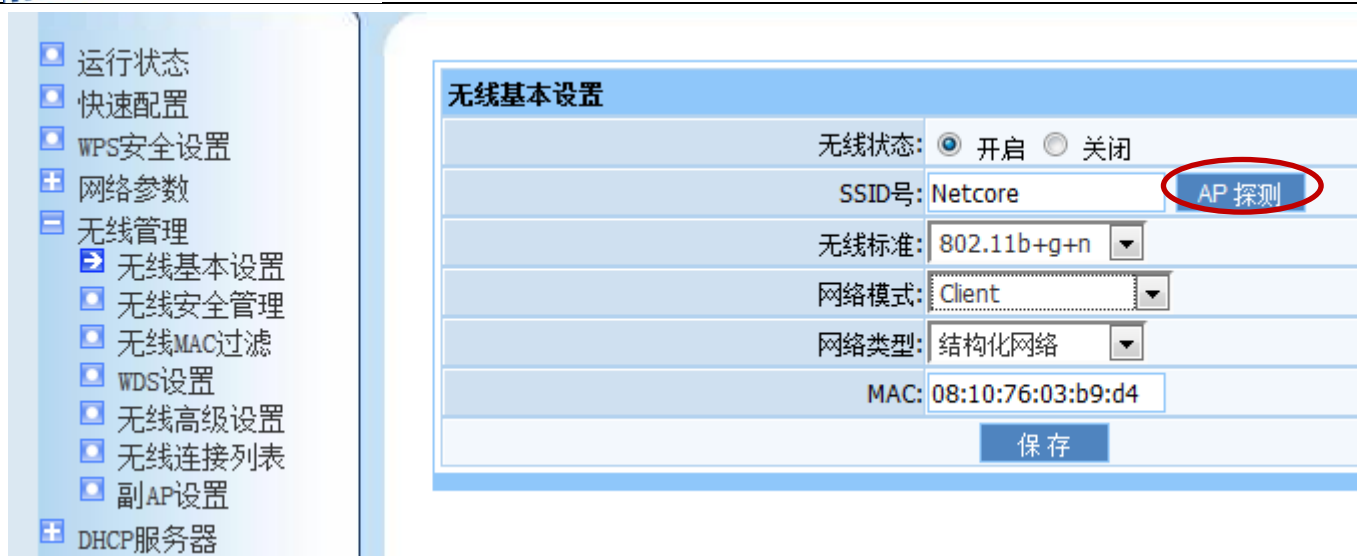 运行状态
快速配置
WPS安全设置
网络参数
无线管理
无线基本设置
无线安全管理
无线MAC过滤
WDS设置
无线高级设置
无线连接列表
副AP设置
DHCP服务器
无线基本设置
无线状态: 开启 关闭
SSID号: Netcore AP 探测
无线标准: 802.11b+g+n
网络模式: Client
网络类型: 结构化网络
MAC: 08:10:76:03:b9:d4
保存